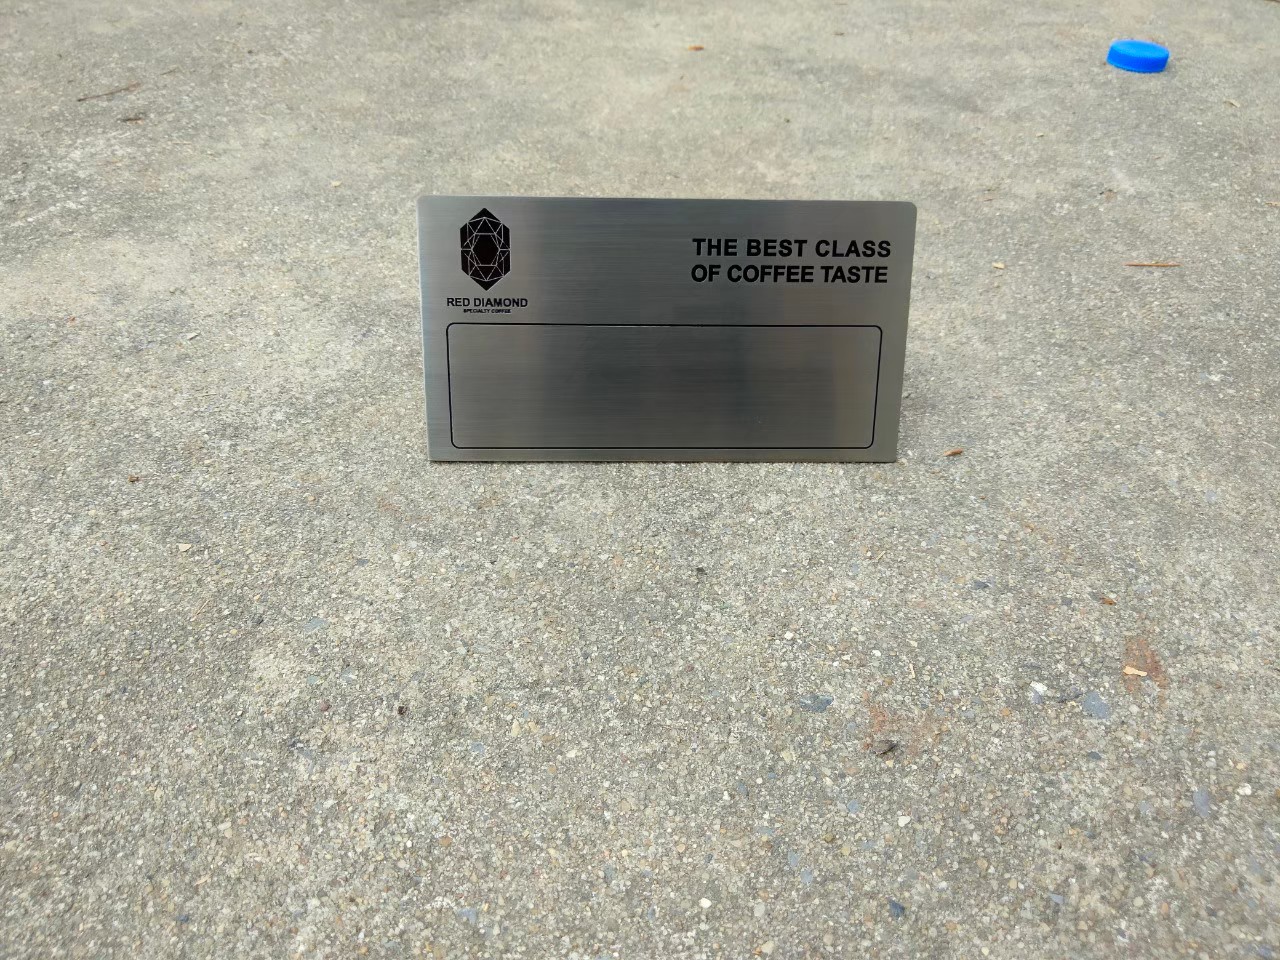 RED DIAMOND
SPECIALTY COFFEE
THE BEST CLASS
OF COFFEE TASTE